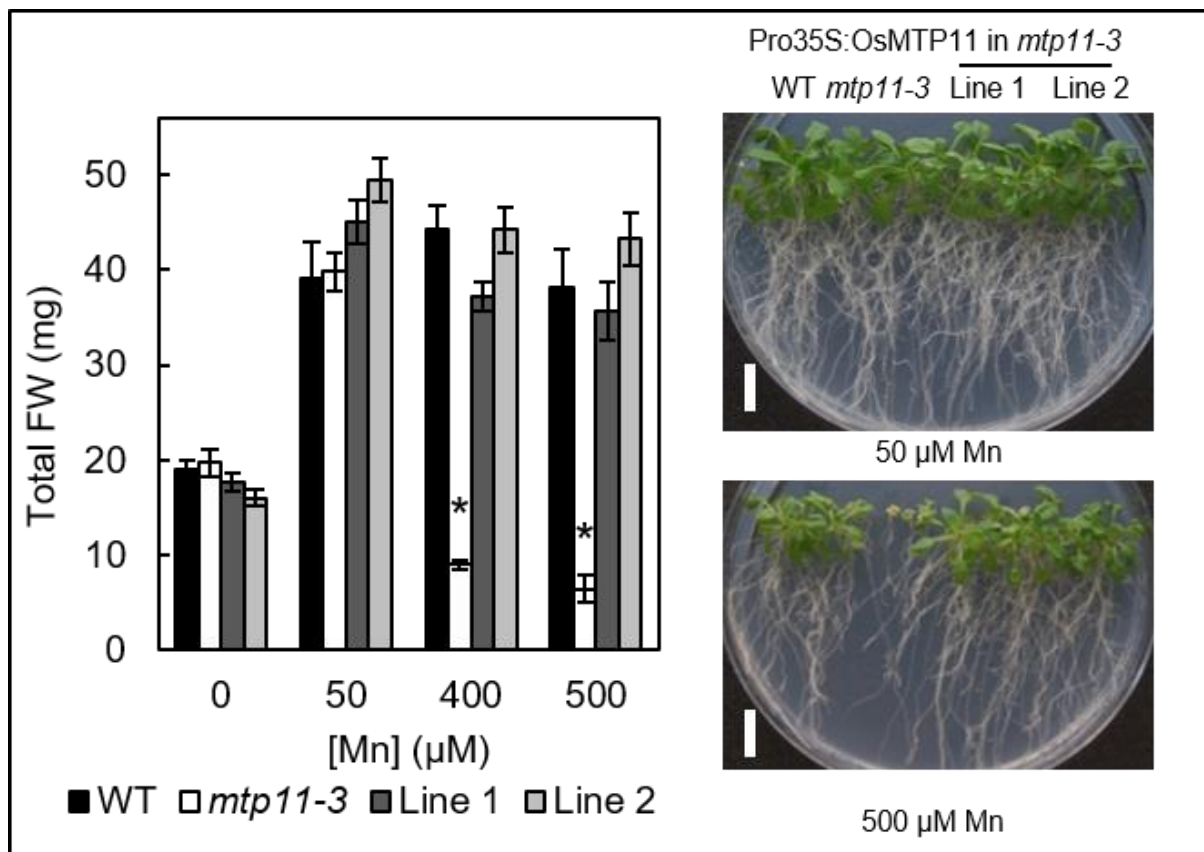 Pro35S:OsMTP11 in mtp11-3
WT mtp11-3 Line 1 Line 2
50 µM Mn
500 µM Mn
Total FW (mg)
50
40
30
20
10
0
*
*
0 50 400 500
[Mn] (µM)
WT mtp11-3 Line 1 Line 2